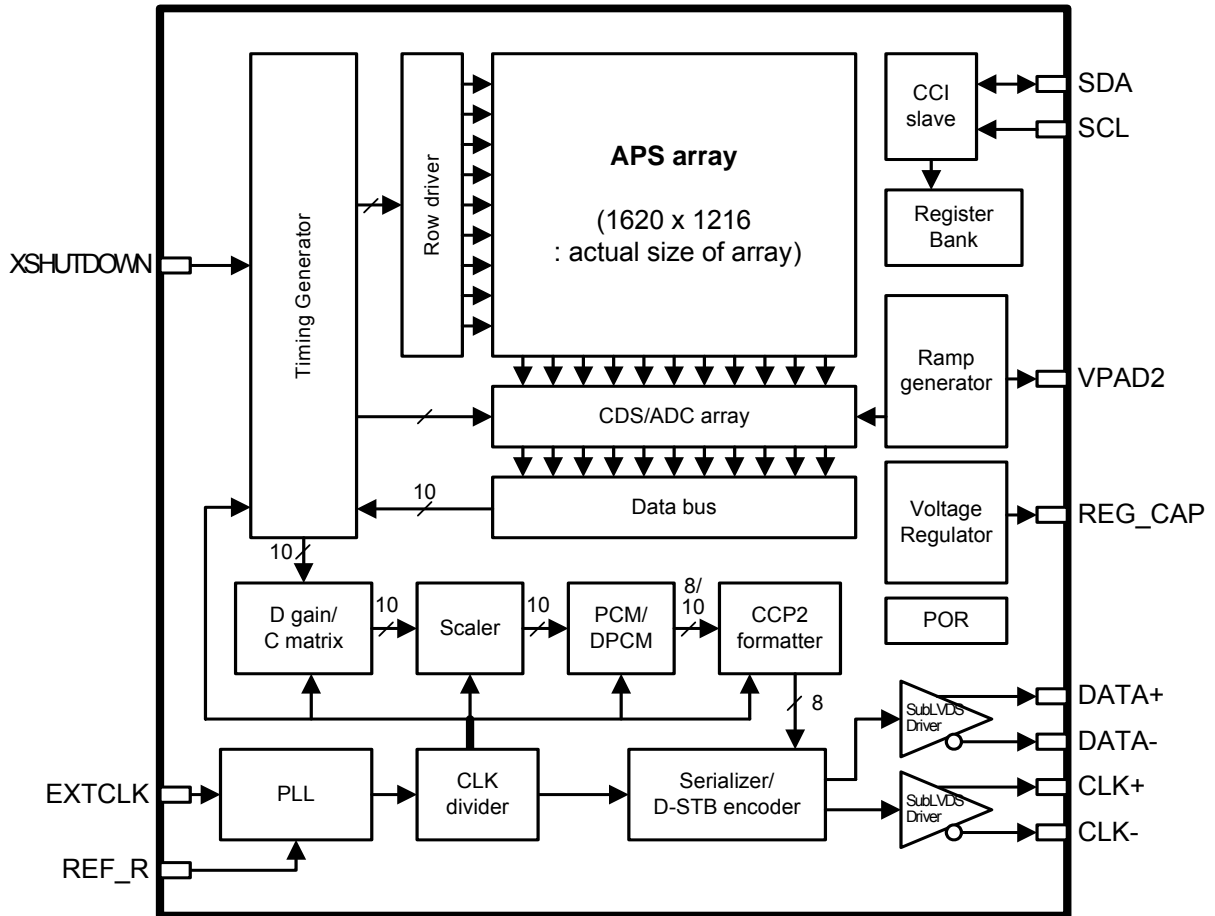 SDA
CCI
slave
SCL
APS array
Register
Bank
(1620 x 1216
: actual size of array)
Row driver
Timing Generator
XSHUTDOWN
Ramp
generator
VPAD2
CDS/ADC array
10
Data bus
Voltage
Regulator
REG_CAP
10
D gain/
C matrix
10
Scaler
10
PCM/
DPCM
8/
10
CCP2
formatter
POR
8
SubLVDS
Driver
DATA+
DATA-
EXTCLK
PLL
CLK
divider
Serializer/
D-STB encoder
SubLVDS
Driver
CLK+
CLK-
REF_R